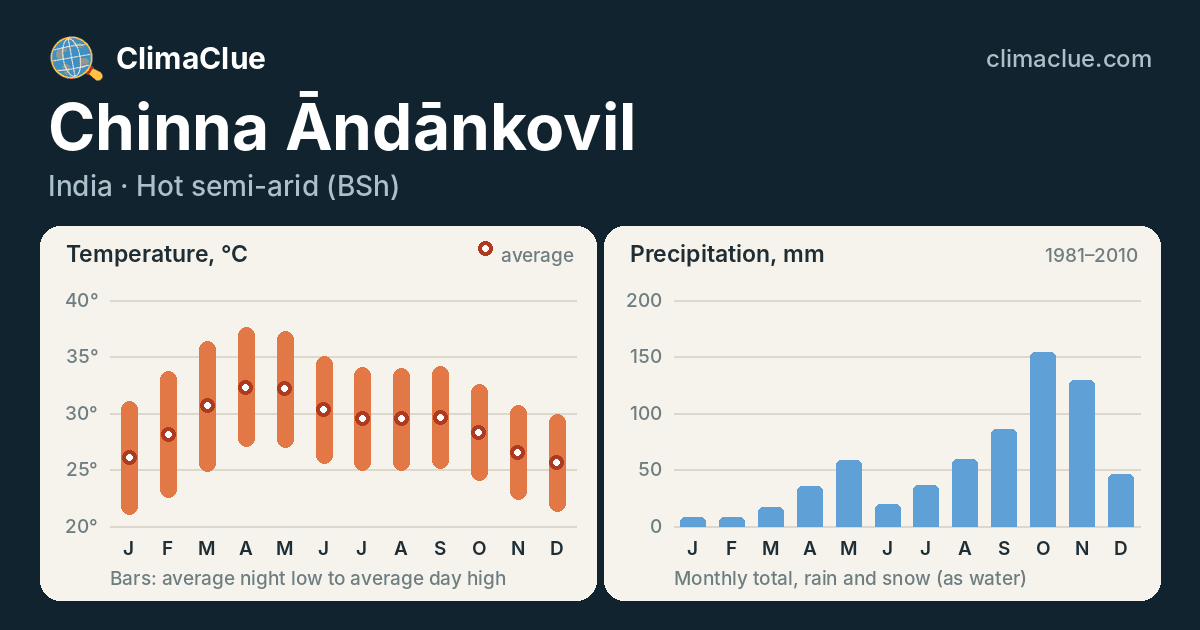 ClimaClue
climaclue.com
Chinna Āndānkovil
India · Hot semi-arid (BSh)
Temperature, °C
average
40°
35°
30°
25°
20°
J F M A M J J A S O N D
Bars: average night low to average day high
Precipitation, mm
1981–2010
200
150
100
50
0
J F M A M J J A S O N D
Monthly total, rain and snow (as water)